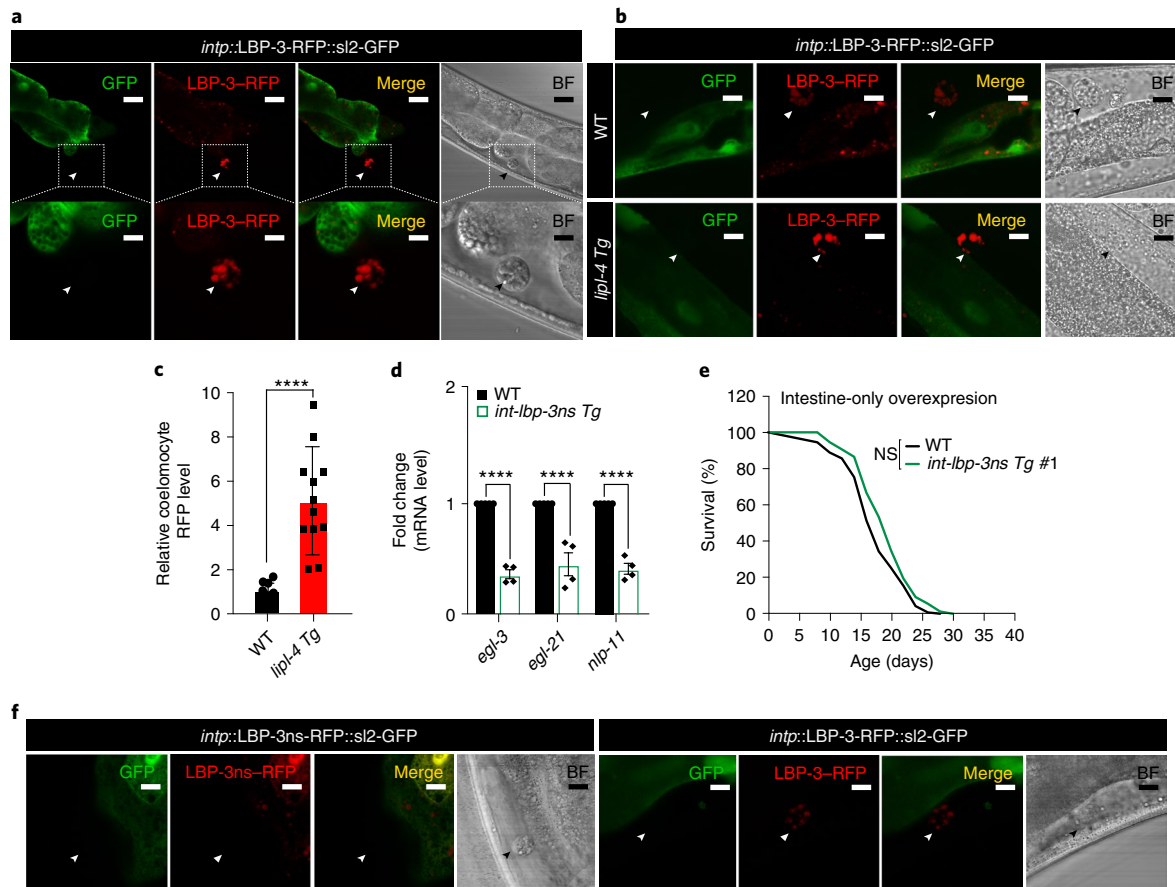 a
intp::LBP-3-RFP::sl2-GFP
GFP
LBP-3–RFP
Merge
BF
GFP
LBP-3–RFP
Merge
BF
b
intp::LBP-3-RFP::sl2-GFP
WT
GFP
LBP-3–RFP
Merge
BF
lipl-4 Tg
GFP
LBP-3–RFP
Merge
BF
c
Relative coelomocyte
RFP level
10
8
6
4
2
0
****
WT
lipl-4 Tg
d
Fold change
(mRNA level)
2
1
0
WT
int-lbp-3ns Tg
****
****
****
egl-3
egl-21
nlp-11
e
Intestine-only overexpresion
Survival (%)
120
100
80
60
40
20
0
NS
WT
int-lbp-3ns Tg #1
0 5 10 15 20 25 30 35 40
Age (days)
f
intp::LBP-3ns-RFP::sl2-GFP
GFP
LBP-3ns–RFP
Merge
BF
intp::LBP-3-RFP::sl2-GFP
GFP
LBP-3–RFP
Merge
BF